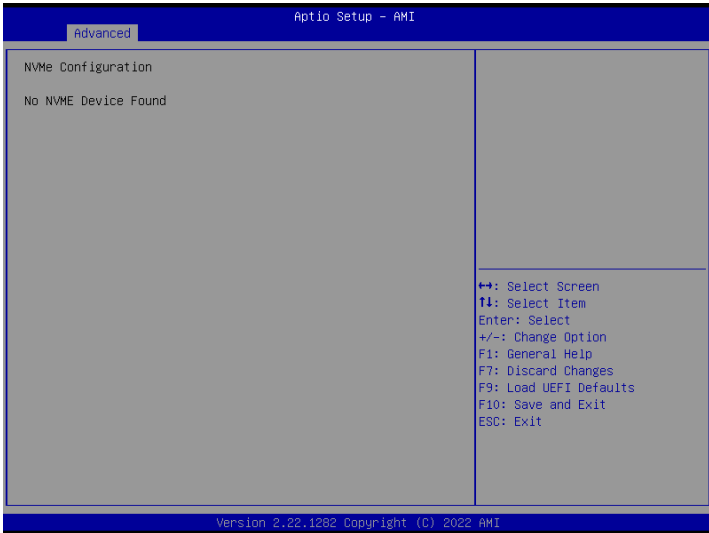 Aptio Setup – AMI
Advanced
NVMe Configuration
No NVME Device Found
↔: Select Screen
↑↓: Select Item
Enter: Select
+/-: Change Option
F1: General Help
F7: Discard Changes
F9: Load UEFI Defaults
F10: Save and Exit
ESC: Exit
Version 2.22.1282 Copyright (C) 2022 AMI